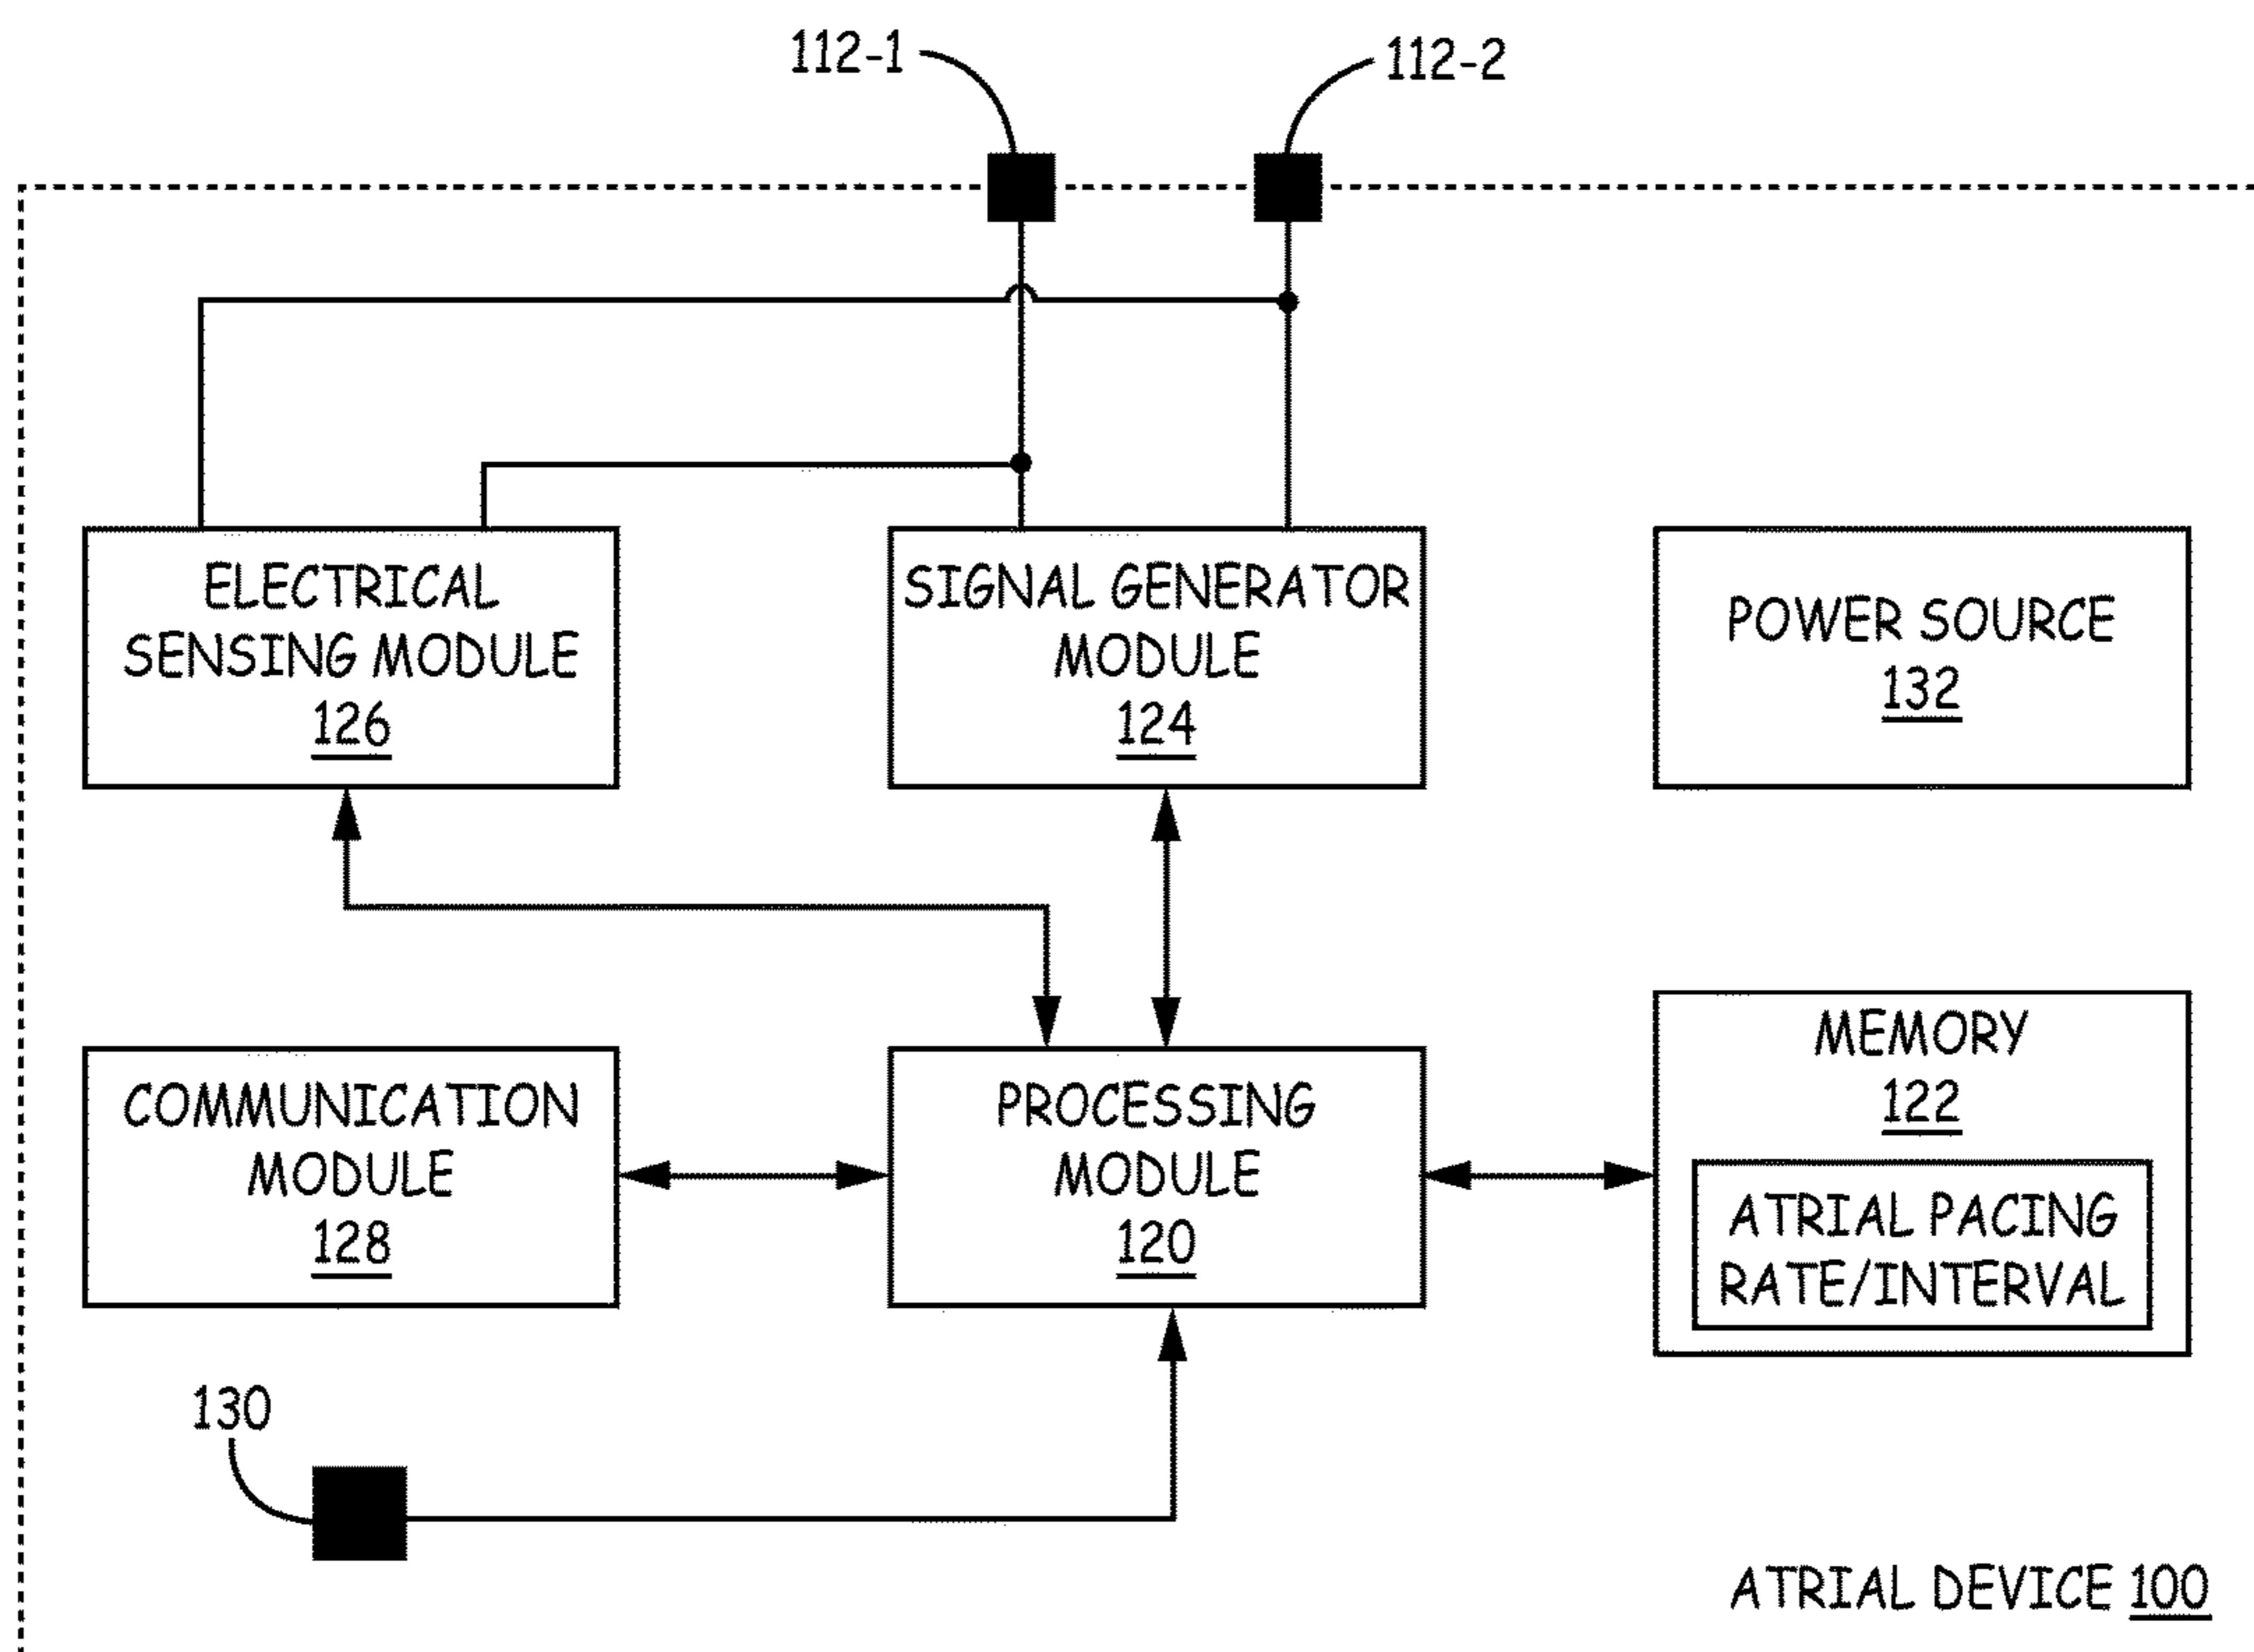 112-1
112-2
ELECTRICAL
SENSING MODULE
126
SIGNAL GENERATOR
MODULE
124
POWER SOURCE
132
COMMUNICATION
MODULE
128
PROCESSING
MODULE
120
MEMORY
122
ATRIAL PACING
RATE/INTERVAL
130
ATRIAL DEVICE 100